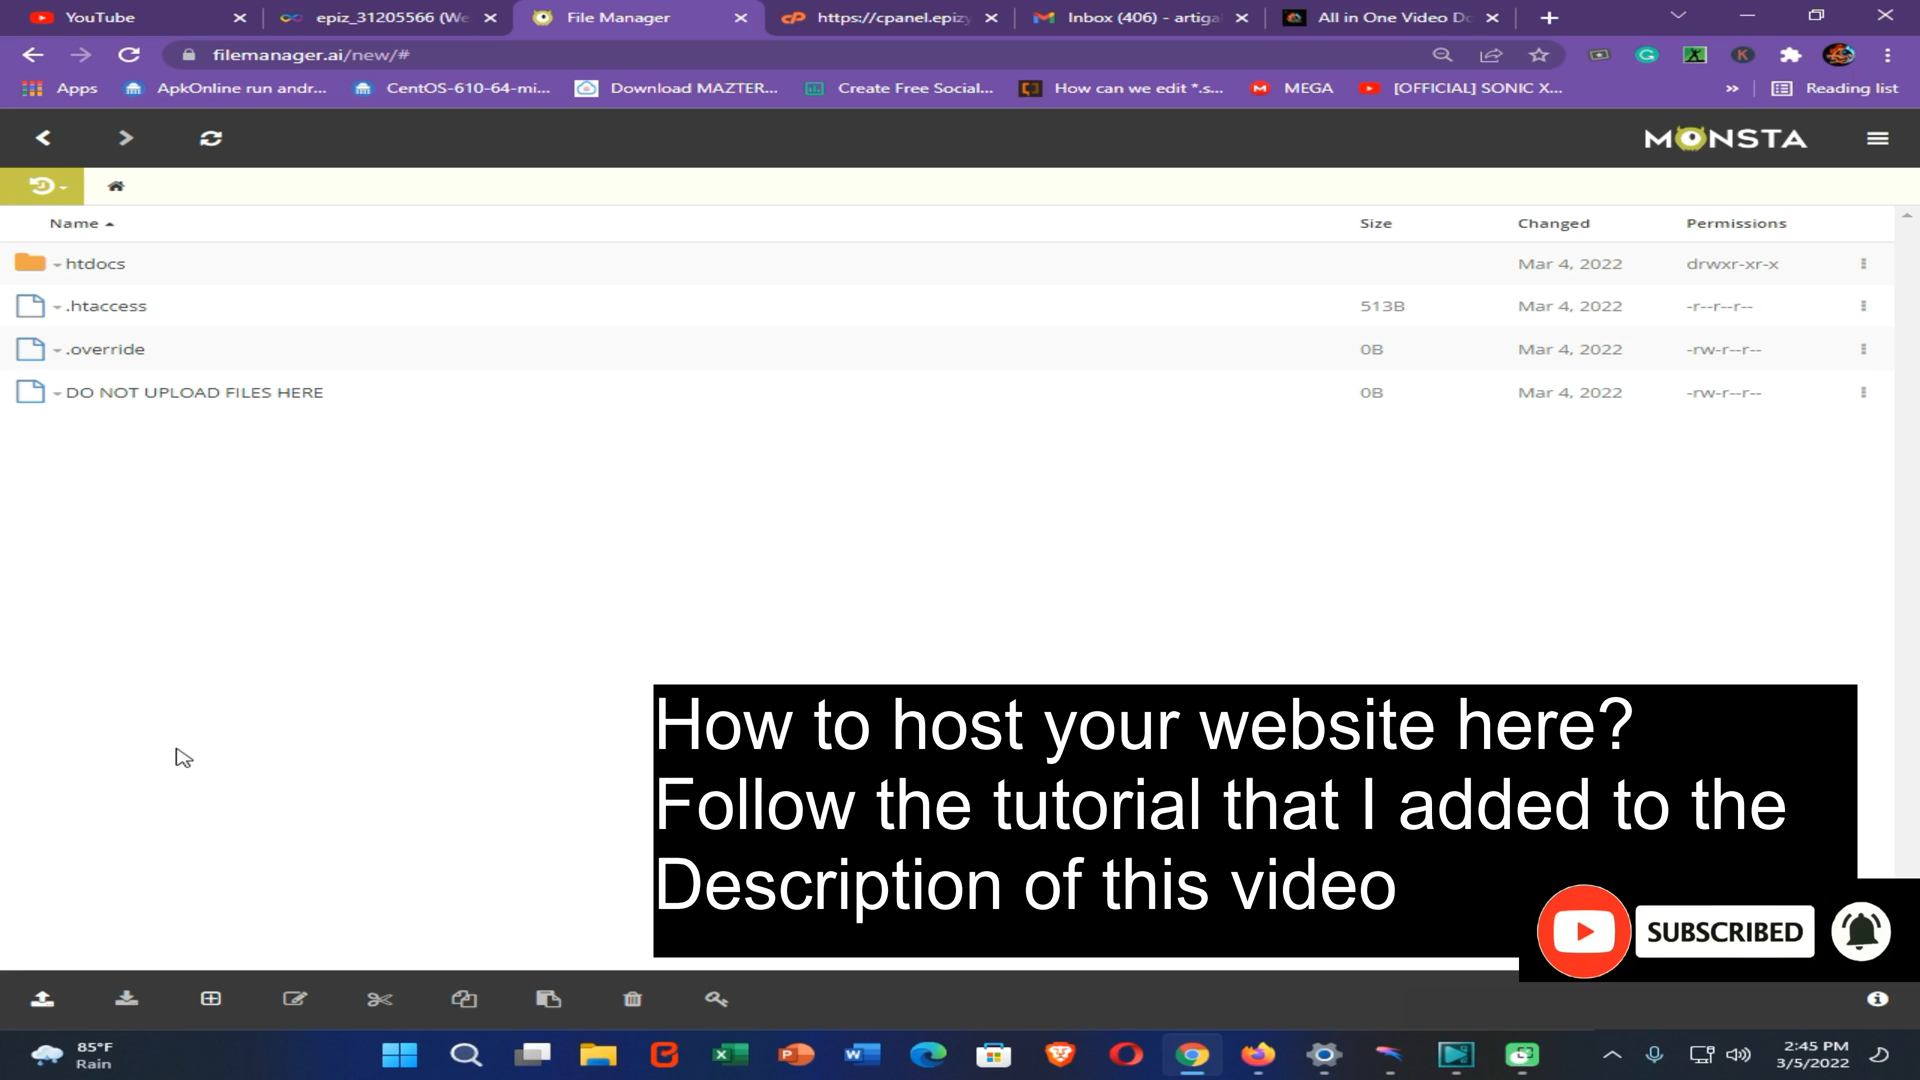 YouTube
epiz_31205566 (We
File Manager
https://cpanel.epizy
Inbox (406) - artiga
All in One Video Do
filemanager.ai/new/#
Apps
ApkOnline run andr...
CentOS-610-64-mi...
Download MAZTER...
Create Free Social...
How can we edit *.s...
MEGA
[OFFICIAL] SONIC X...
Reading list
MONSTA
Name
Size
Changed
Permissions
htdocs
Mar 4, 2022
drwxr-xr-x
.htaccess
513B
Mar 4, 2022
-r--r--r--
.override
0B
Mar 4, 2022
-rw-r--r--
DO NOT UPLOAD FILES HERE
0B
Mar 4, 2022
-rw-r--r--
How to host your website here?
Follow the tutorial that I added to the
Description of this video
SUBSCRIBED
85°F
Rain
2:45 PM
3/5/2022